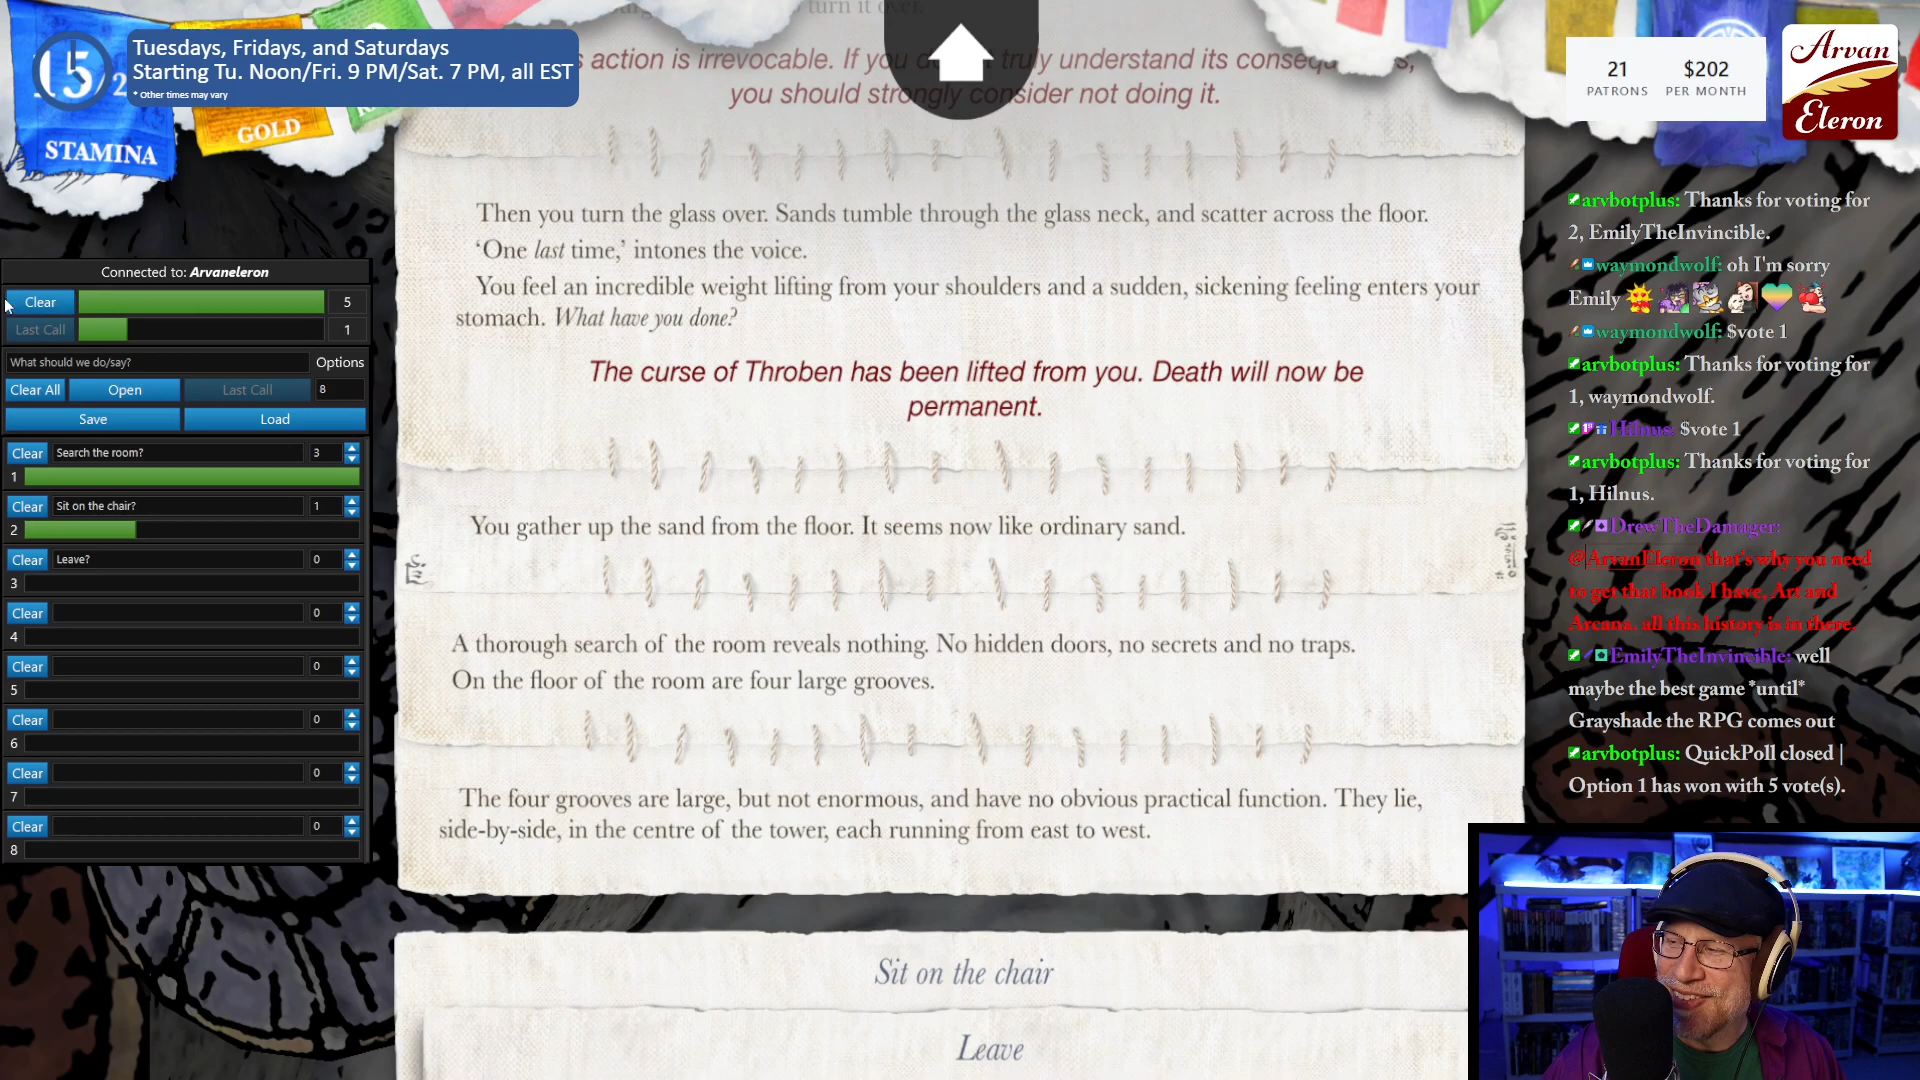 Tuesdays, Fridays, and Saturdays
Starting Tu. Noon/Fri. 9 PM/Sat. 7 PM, all EST
* Other times may vary
15
2
STAMINA
GOLD
turn it over
action is irrevocable. If you
truly understand its
you should strongly consider not doing it.
Then you turn the glass over. Sands tumble through the glass neck, and scatter across the floor.
‘One last time,’ intones the voice.
You feel an incredible weight lifting from your shoulders and a sudden, sickening feeling enters your
stomach. What have you done?
The curse of Throben has been lifted from you. Death will now be
permanent.
You gather up the sand from the floor. It seems now like ordinary sand.
A thorough search of the room reveals nothing. No hidden doors, no secrets and no traps.
On the floor of the room are four large grooves.
The four grooves are large, but not enormous, and have no obvious practical function. They lie,
side-by-side, in the centre of the tower, each running from east to west.
Sit on the chair
Leave
Connected to: Arvaneleron
Clear 5
Last Call 1
What should we do/say? Options
Clear All Open Last Call 8
Save Load
Clear Search the room? 3
1
Clear Sit on the chair? 1
2
Clear Leave? 0
3
Clear 0
4
Clear 0
5
Clear 0
6
Clear 0
7
Clear 0
8
21 $202
PATRONS PER MONTH
Arvan
Eleron
arvbotplus: Thanks for voting for
2, EmilyTheInvincible.
waymondwolf: oh I'm sorry
Emily
waymondwolf: $vote 1
arvbotplus: Thanks for voting for
1, waymondwolf.
Hilnus: $vote 1
arvbotplus: Thanks for voting for
1, Hilnus.
DrewTheDamager:
@ArvanEleron that's why you need
to get that book I have, Art and
Arcana. all this history is in there.
EmilyTheInvincible: well
maybe the best game *until*
Grayshade the RPG comes out
arvbotplus: QuickPoll closed |
Option 1 has won with 5 vote(s).